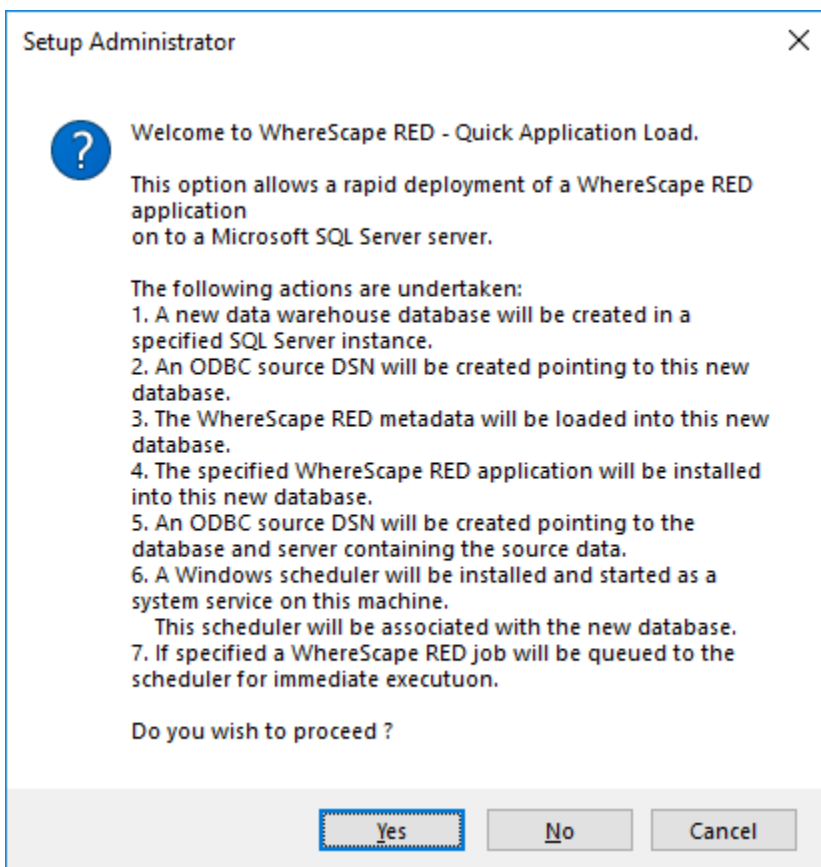 Setup Administrator
Welcome to WhereScape RED - Quick Application Load.
This option allows a rapid deployment of a WhereScape RED
application
on to a Microsoft SQL Server server.
The following actions are undertaken:
1. A new data warehouse database will be created in a
specified SQL Server instance.
2. An ODBC source DSN will be created pointing to this new
database.
3. The WhereScape RED metadata will be loaded into this new
database.
4. The specified WhereScape RED application will be installed
into this new database.
5. An ODBC source DSN will be created pointing to the
database and server containing the source data.
6. A Windows scheduler will be installed and started as a
system service on this machine.
This scheduler will be associated with the new database.
7. If specified a WhereScape RED job will be queued to the
scheduler for immediate executuon.
Do you wish to proceed ?
Yes
No
Cancel